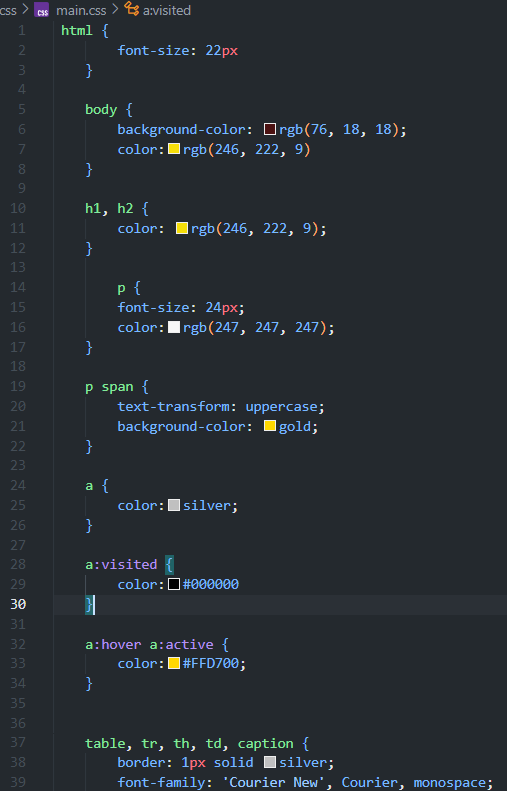 css > css main.css > a:visited
1 html {
2 font-size: 22px
3 }
4
5 body {
6 background-color: rgb(76, 18, 18);
7 color: rgb(246, 222, 9)
8 }
9
10 h1, h2 {
11 color: rgb(246, 222, 9);
12 }
13
14 p {
15 font-size: 24px;
16 color: rgb(247, 247, 247);
17 }
18
19 p span {
20 text-transform: uppercase;
21 background-color: gold;
22 }
23
24 a {
25 color: silver;
26 }
27
28 a:visited {
29 color: #000000
30 }
31
32 a:hover a:active {
33 color: #FFD700;
34 }
35
36
37 table, tr, th, td, caption {
38 border: 1px solid silver;
39 font-family: 'Courier New', Courier, monospace;